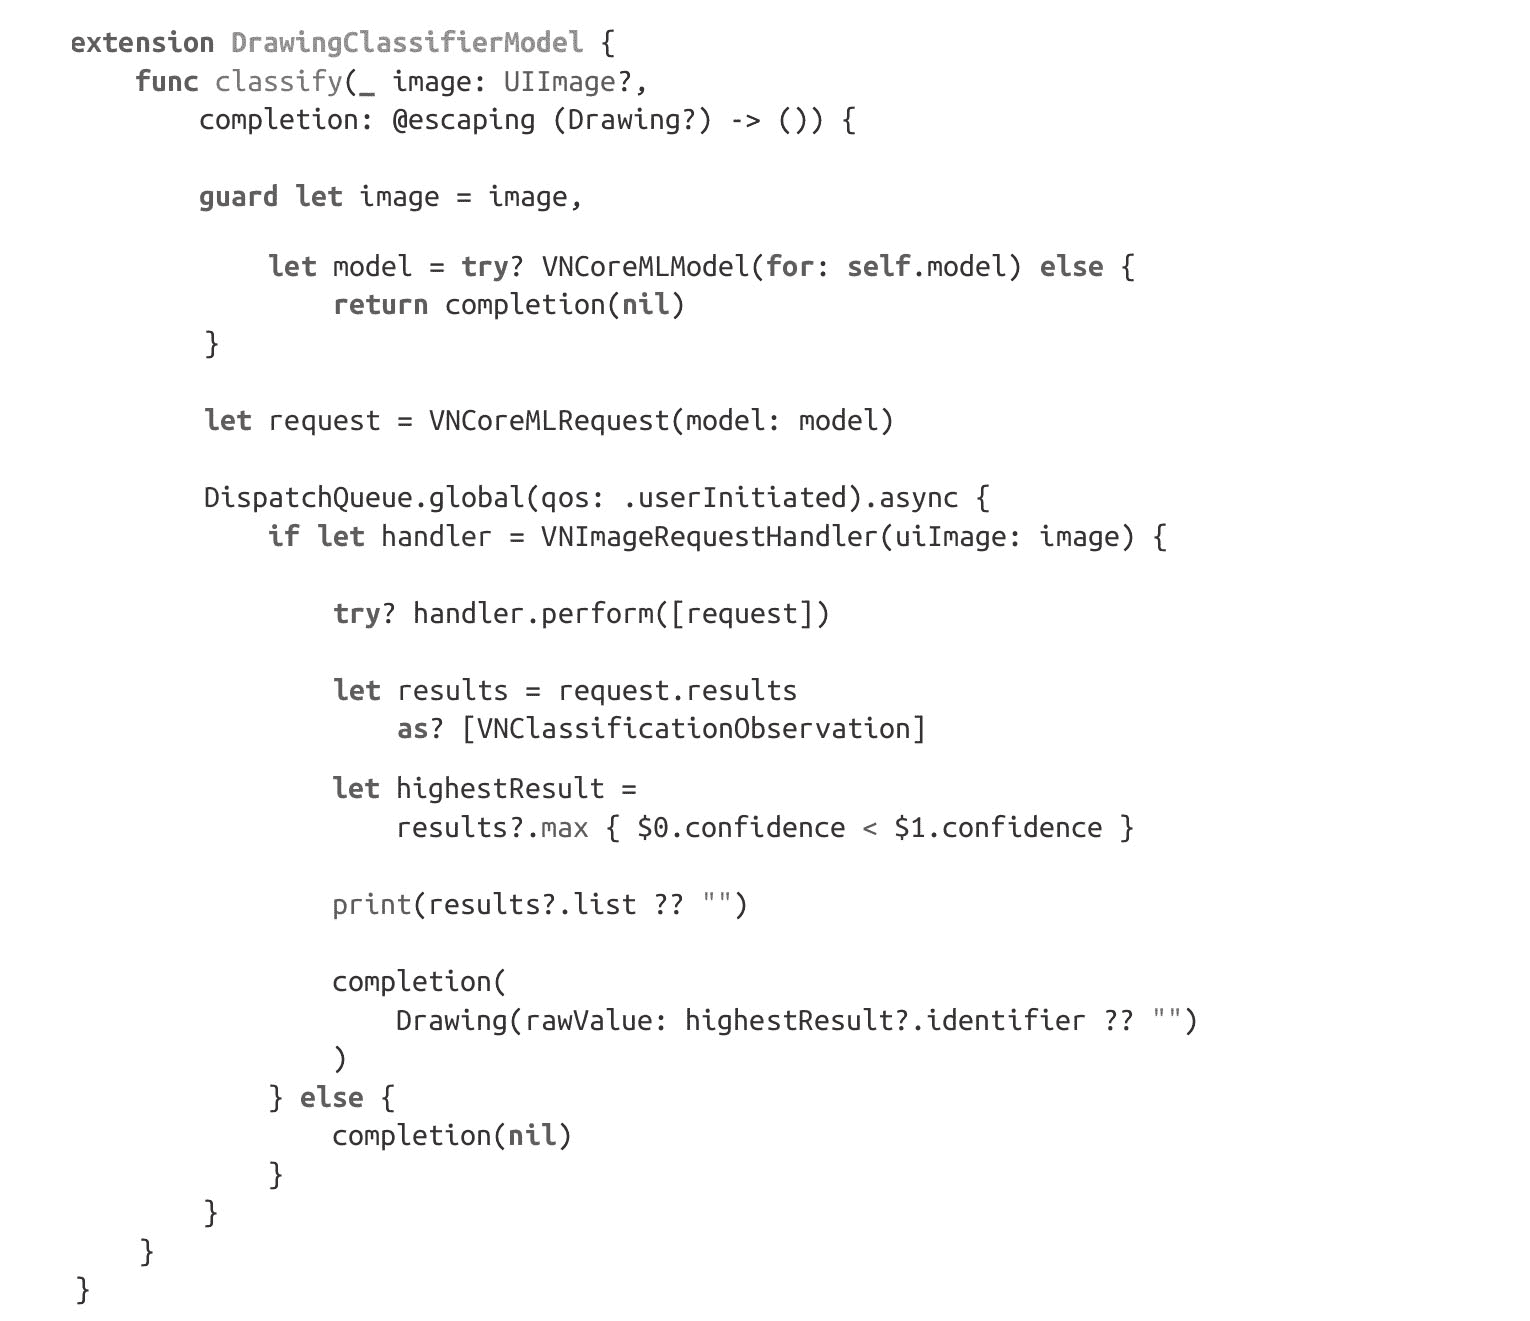 extension DrawingClassifierModel {
    func classify(_ image: UIImage?,
        completion: @escaping (Drawing?) -> ()) {

        guard let image = image,
            let model = try? VNCoreMLModel(for: self.model) else {
                return completion(nil)
        }

        let request = VNCoreMLRequest(model: model)

        DispatchQueue.global(qos: .userInitiated).async {
            if let handler = VNImageRequestHandler(uiImage: image) {

                try? handler.perform([request])

                let results = request.results
                    as? [VNClassificationObservation]

                let highestResult =
                    results?.max { $0.confidence < $1.confidence }

                print(results?.list ?? "")

                completion(
                    Drawing(rawValue: highestResult?.identifier ?? "")
                )
            } else {
                completion(nil)
            }
        }
    }
}